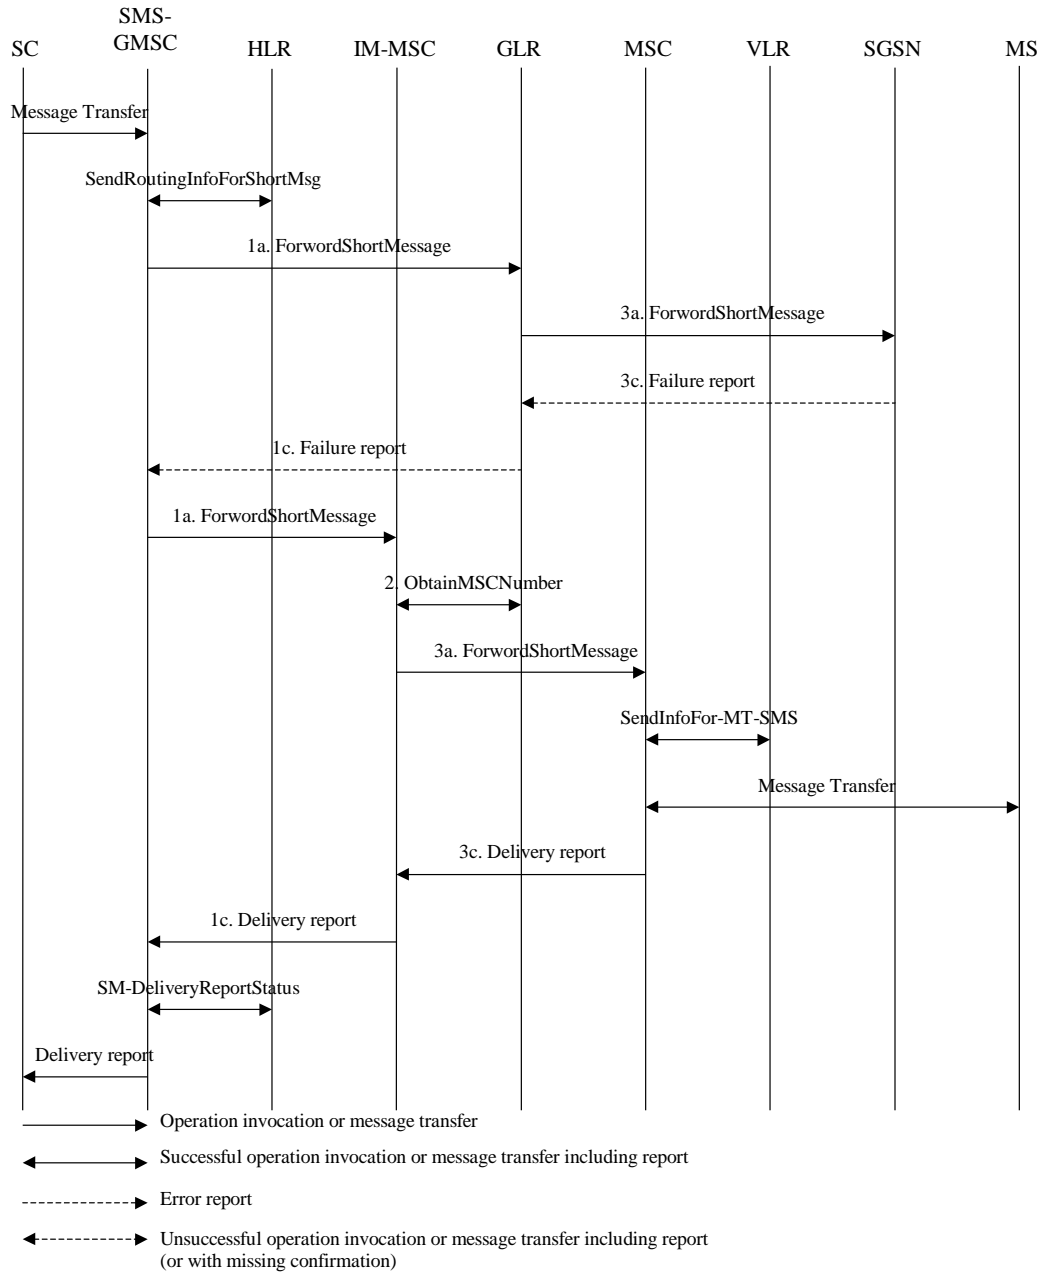 SMS-
GMSC
SC HLR IM-MSC GLR MSC VLR SGSN MS
Message Transfer
SendRoutingInfoForShortMsg
1a. ForwordShortMessage
3a. ForwordShortMessage
3c. Failure report
1c. Failure report
1a. ForwordShortMessage
2. ObtainMSCNumber
3a. ForwordShortMessage
SendInfoFor-MT-SMS
Message Transfer
3c. Delivery report
1c. Delivery report
SM-DeliveryReportStatus
Delivery report
Operation invocation or message transfer
Successful operation invocation or message transfer including report
Error report
Unsuccessful operation invocation or message transfer including report
(or with missing confirmation)